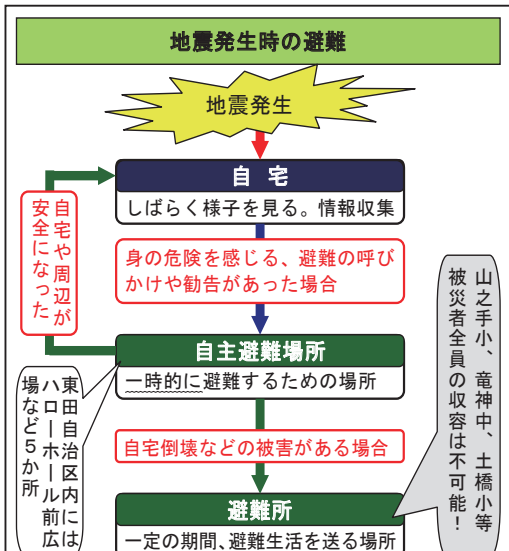 地震発生時の避難
地震発生
自 宅
しばらく様子を見る。情報収集
自宅や周辺が
安全になった
身の危険を感じる、避難の呼び
かけや勧告があった場合
自主避難場所
一時的に避難するための場所
東田自治区内には
ハローホール前広
場など5か所
自宅倒壊などの被害がある場合
山之手小、竜神中、土橋小等
被災者全員の収容は不可能！
避難所
一定の期間、避難生活を送る場所